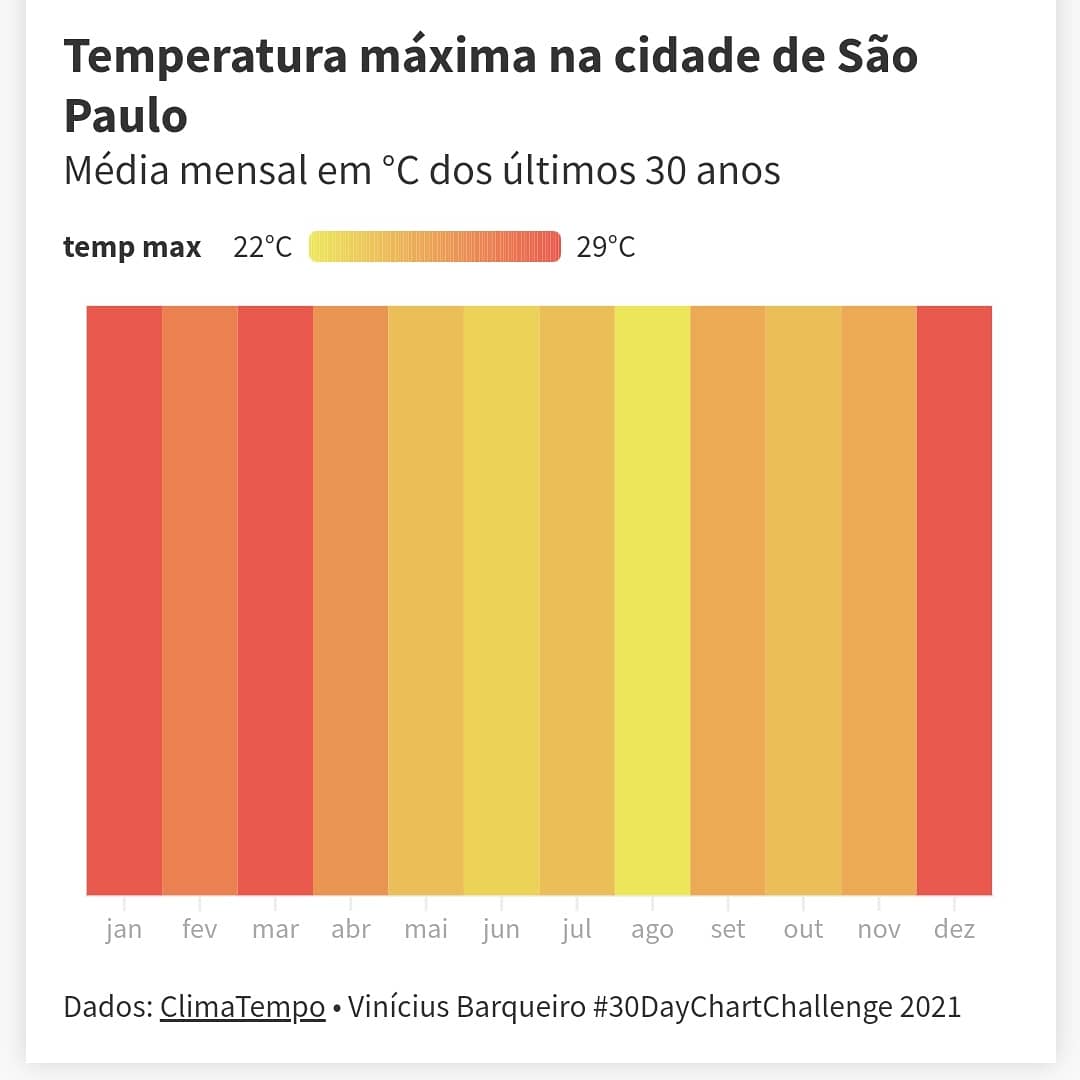 Temperatura máxima na cidade de São
Paulo
Média mensal em °C dos últimos 30 anos
temp max 22°C 29°C
jan fev mar abr mai jun jul ago set out nov dez
Dados: ClimaTempo • Vinícius Barqueiro #30DayChartChallenge 2021